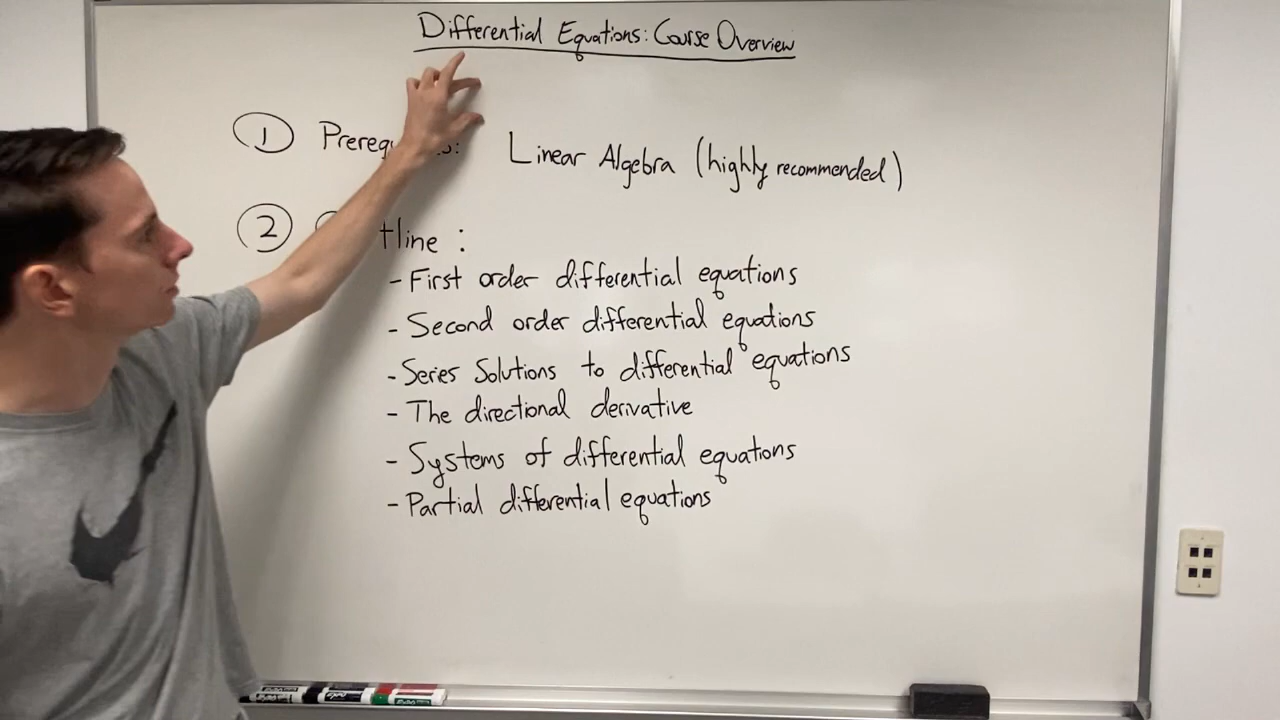 Differential Equations: Course Overview
1 Prereq s: Linear Algebra (highly recommended)
2 tline :
- First order differential equations
- Second order differential equations
- Series Solutions to differential equations
- The directional derivative
- Systems of differential equations
- Partial differential equations